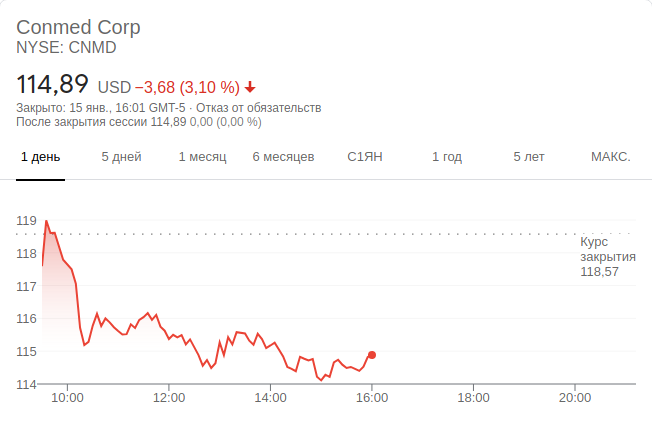 Conmed Corp
NYSE: CNMD
114,89 USD −3,68 (3,10 %)
Закрыто: 15 янв., 16:01 GMT-5 · Отказ от обязательств
После закрытия сессии 114,89 0,00 (0,00 %)
1 день 5 дней 1 месяц 6 месяцев С1ЯН 1 год 5 лет МАКС.
119
118
117
116
115
114
Курс
закрытия
118,57
10:00 12:00 14:00 16:00 18:00 20:00